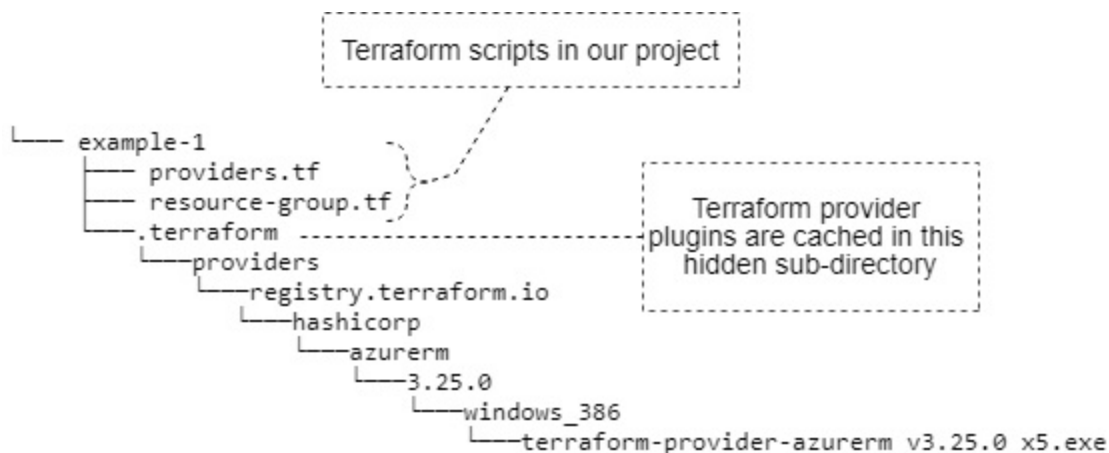 Terraform scripts in our project
example-1
providers.tf
resource-group.tf
.terraform
Terraform provider
plugins are cached in this
hidden sub-directory
providers
registry.terraform.io
hashicorp
azurerm
3.25.0
windows_386
terraform-provider-azurerm v3.25.0 x5.exe